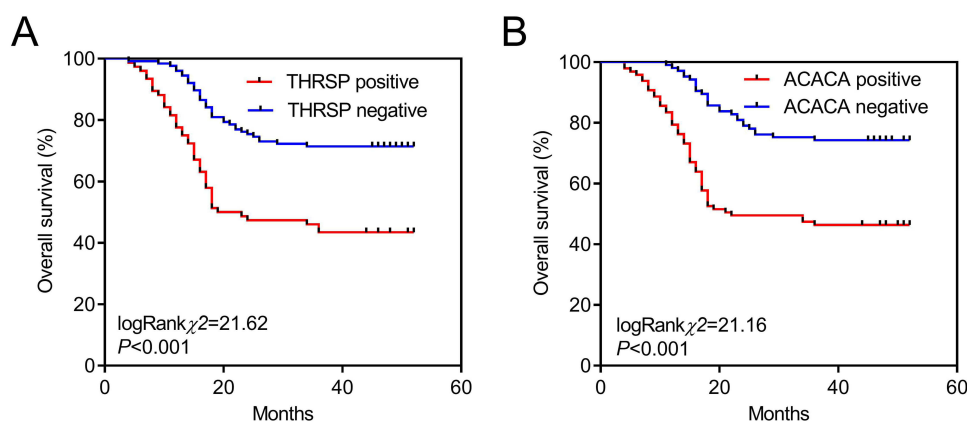 A
100
80
60
40
20
0
Overall survival (%)
THRSP positive
THRSP negative
logRankχ2=21.62
P<0.001
0 20 40 60
Months
B
100
80
60
40
20
0
Overall survival (%)
ACACA positive
ACACA negative
logRankχ2=21.16
P<0.001
0 20 40 60
Months